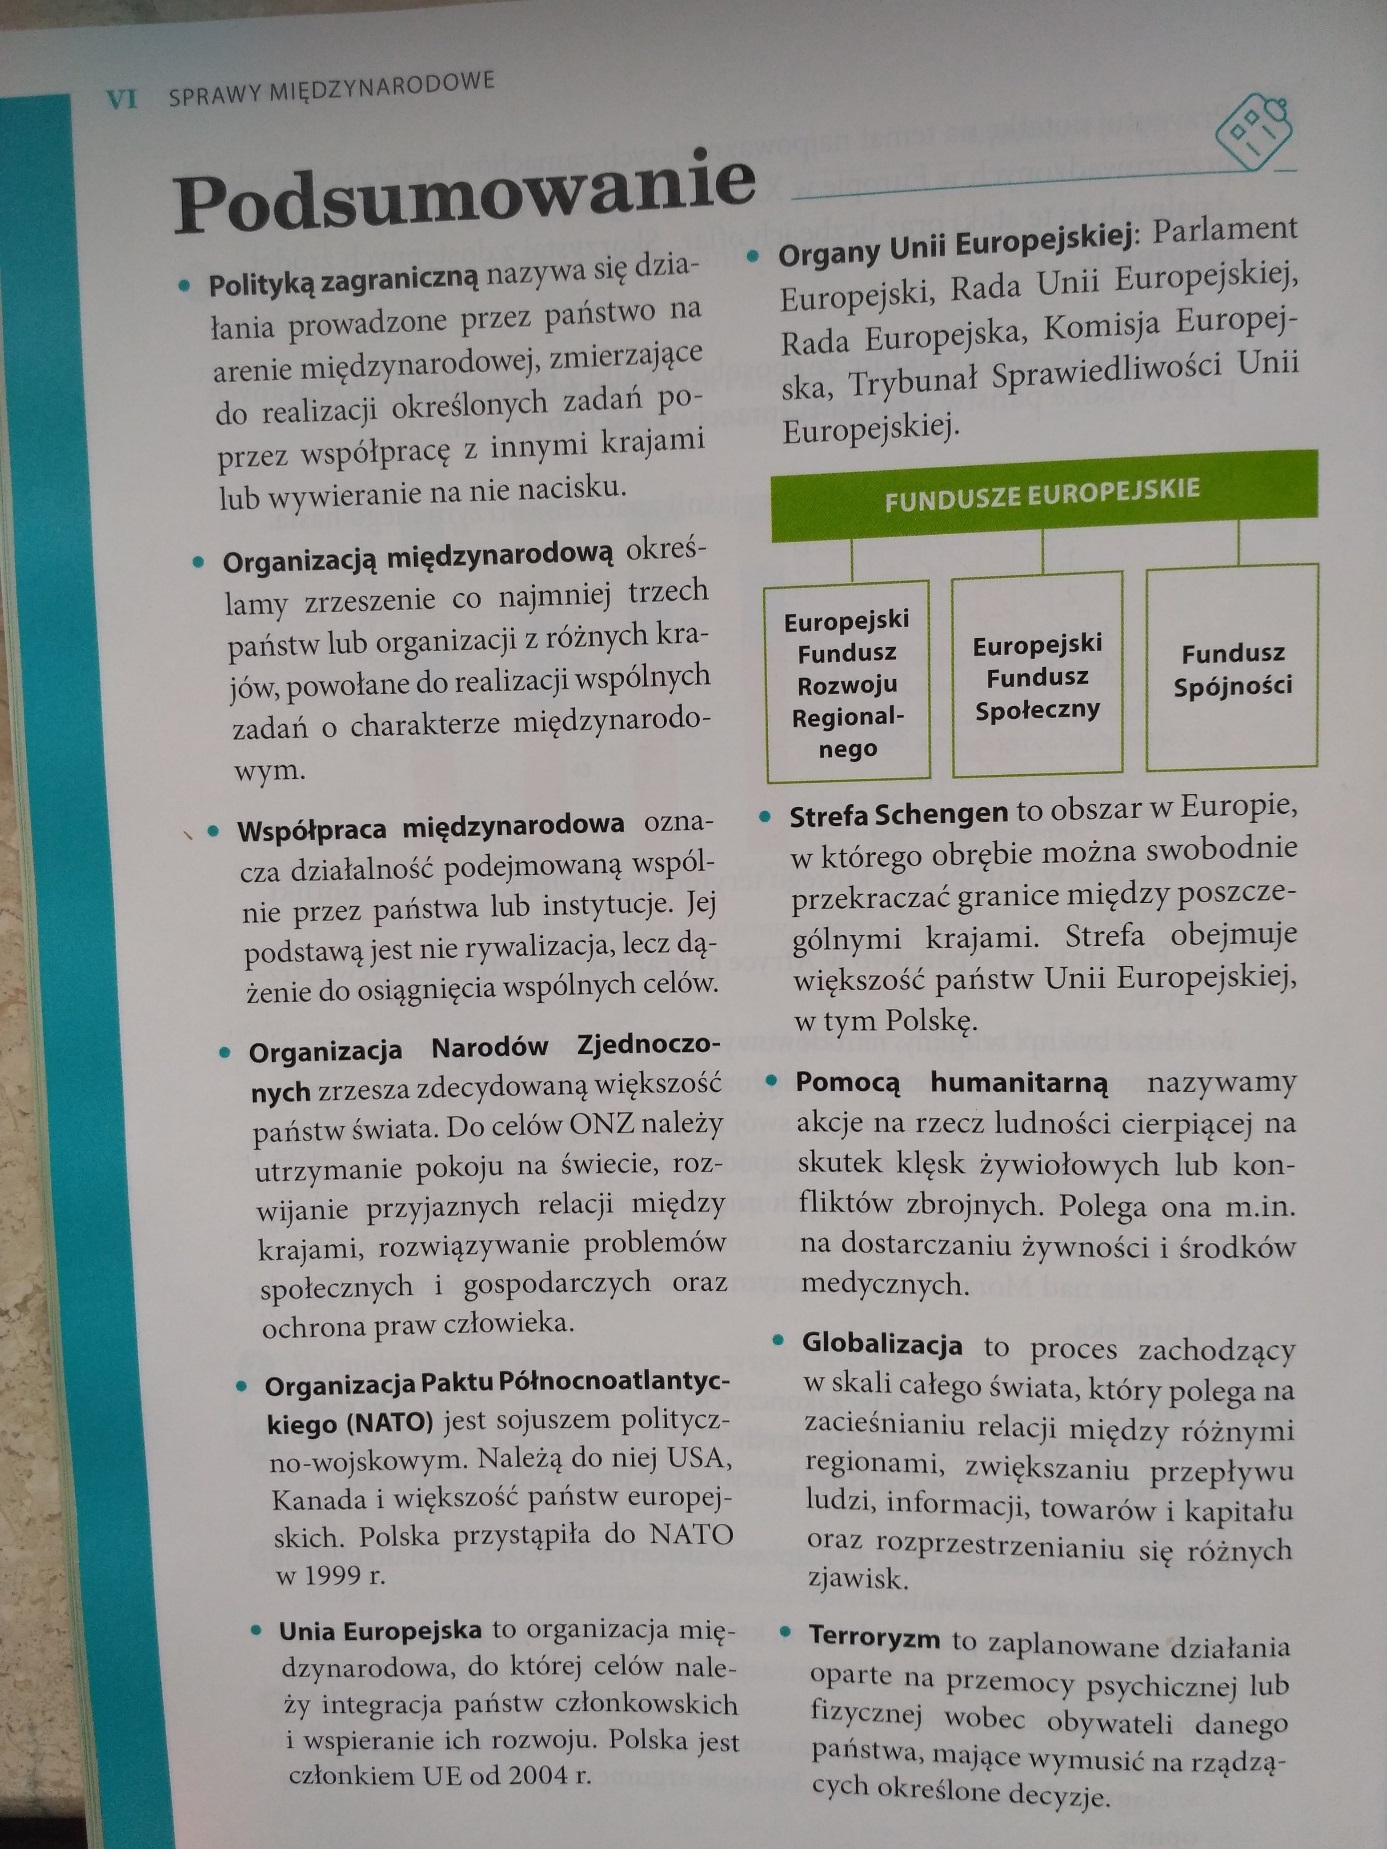 VI SPRAWY MIĘDZYNARODOWE
Podsumowanie
• Polityką zagraniczną nazywa się dzia-
łania prowadzone przez państwo na
arenie międzynarodowej, zmierzające
do realizacji określonych zadań po-
przez współpracę z innymi krajami
lub wywieranie na nie nacisku.
• Organizacją międzynarodową okreś-
lamy zrzeszenie co najmniej trzech
państw lub organizacji z różnych kra-
jów, powołane do realizacji wspólnych
zadań o charakterze międzynarodo-
wym.
• Współpraca międzynarodowa ozna-
cza działalność podejmowaną wspól-
nie przez państwa lub instytucje. Jej
podstawą jest nie rywalizacja, lecz dą-
żenie do osiągnięcia wspólnych celów.
• Organizacja Narodów Zjednoczo-
nych zrzesza zdecydowaną większość
państw świata. Do celów ONZ należy
utrzymanie pokoju na świecie, roz-
wijanie przyjaznych relacji między
krajami, rozwiązywanie problemów
społecznych i gospodarczych oraz
ochrona praw człowieka.
• Organizacja Paktu Północnoatlantyc-
kiego (NATO) jest sojuszem politycz-
no-wojskowym. Należą do niej USA,
Kanada i większość państw europej-
skich. Polska przystąpiła do NATO
w 1999 r.
• Unia Europejska to organizacja mię-
dzynarodowa, do której celów nale-
ży integracja państw członkowskich
i wspieranie ich rozwoju. Polska jest
członkiem UE od 2004 r.
• Organy Unii Europejskiej: Parlament
Europejski, Rada Unii Europejskiej,
Rada Europejska, Komisja Europej-
ska, Trybunał Sprawiedliwości Unii
Europejskiej.
FUNDUSZE EUROPEJSKIE
Europejski
Fundusz
Rozwoju
Regional-
nego
Europejski
Fundusz
Społeczny
Fundusz
Spójności
• Strefa Schengen to obszar w Europie,
w którego obrębie można swobodnie
przekraczać granice między poszcze-
gólnymi krajami. Strefa obejmuje
większość państw Unii Europejskiej,
w tym Polskę.
• Pomocą humanitarną nazywamy
akcje na rzecz ludności cierpiącej na
skutek klęsk żywiołowych lub kon-
fliktów zbrojnych. Polega ona m.in.
na dostarczaniu żywności i środków
medycznych.
• Globalizacja to proces zachodzący
w skali całego świata, który polega na
zacieśnianiu relacji między różnymi
regionami, zwiększaniu przepływu
ludzi, informacji, towarów i kapitału
oraz rozprzestrzenianiu się różnych
zjawisk.
• Terroryzm to zaplanowane działania
oparte na przemocy psychicznej lub
fizycznej wobec obywateli danego
państwa, mające wymusić na rządzą-
cych określone decyzje.